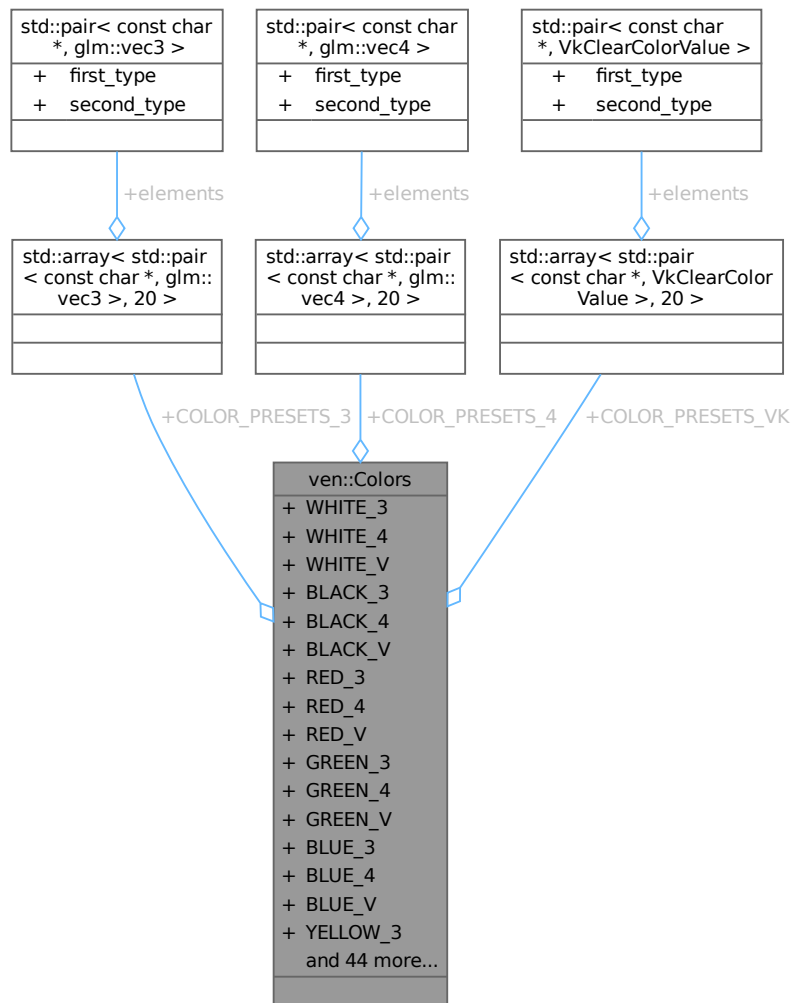 std::pair< const char
*, glm::vec3 >
+ first_type
+ second_type
std::pair< const char
*, glm::vec4 >
+ first_type
+ second_type
std::pair< const char
*, VkClearColorValue >
+ first_type
+ second_type
+elements
+elements
+elements
std::array< std::pair
< const char *, glm::
vec3 >, 20 >
std::array< std::pair
< const char *, glm::
vec4 >, 20 >
std::array< std::pair
< const char *, VkClearColor
Value >, 20 >
+COLOR_PRESETS_3
+COLOR_PRESETS_4
+COLOR_PRESETS_VK
ven::Colors
+ WHITE_3
+ WHITE_4
+ WHITE_V
+ BLACK_3
+ BLACK_4
+ BLACK_V
+ RED_3
+ RED_4
+ RED_V
+ GREEN_3
+ GREEN_4
+ GREEN_V
+ BLUE_3
+ BLUE_4
+ BLUE_V
+ YELLOW_3
and 44 more...